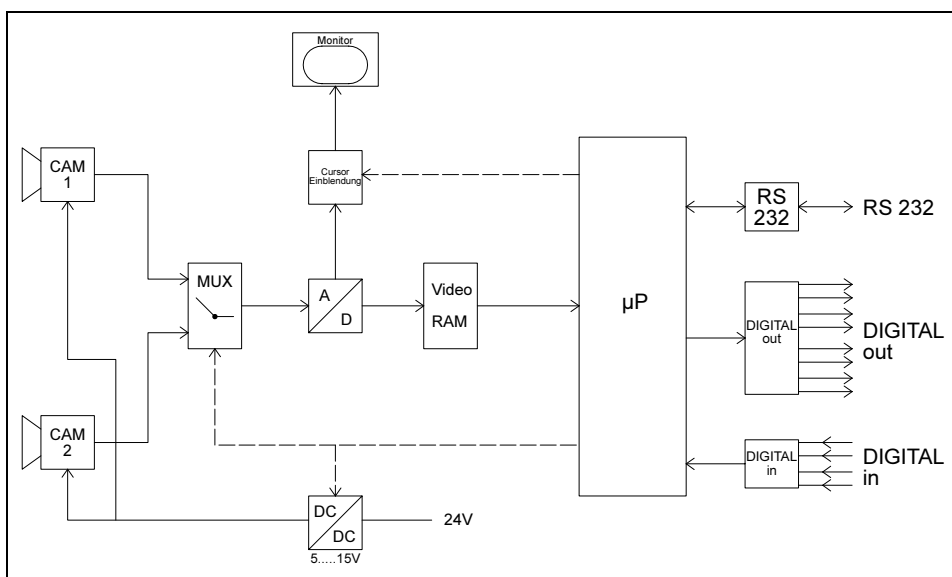 Monitor
CAM
1
Cursor
Einblendung
RS
232
RS 232
MUX
A
D
Video
RAM
µP
DIGITAL
out
DIGITAL
out
CAM
2
DIGITAL
in
DIGITAL
in
DC
DC
24V
5.....15V